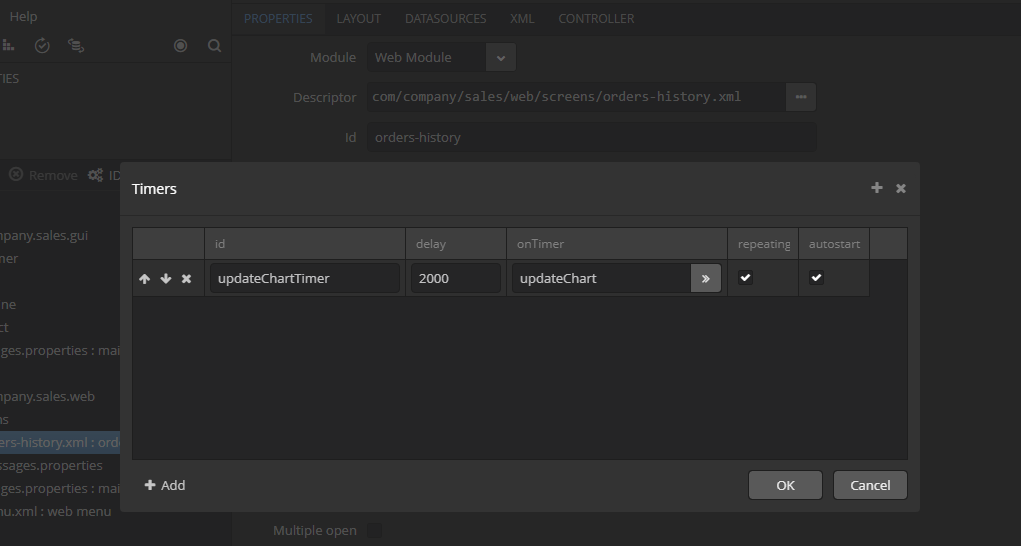 Help
PROPERTIES LAYOUT DATASOURCES XML CONTROLLER
Module Web Module
TIES
Descriptor com/company/sales/web/screens/orders-history.xml
Id orders-history
Remove ID
Timers
id delay onTimer repeating autostart
updateChartTimer 2000 updateChart
mpany.sales.gui
mer
ine
ct
ges.properties : mai
mpany.sales.web
ns
ers-history.xml : orde
ssages.properties
ges.properties : mai
nu.xml : web menu
Add OK Cancel
Multiple open